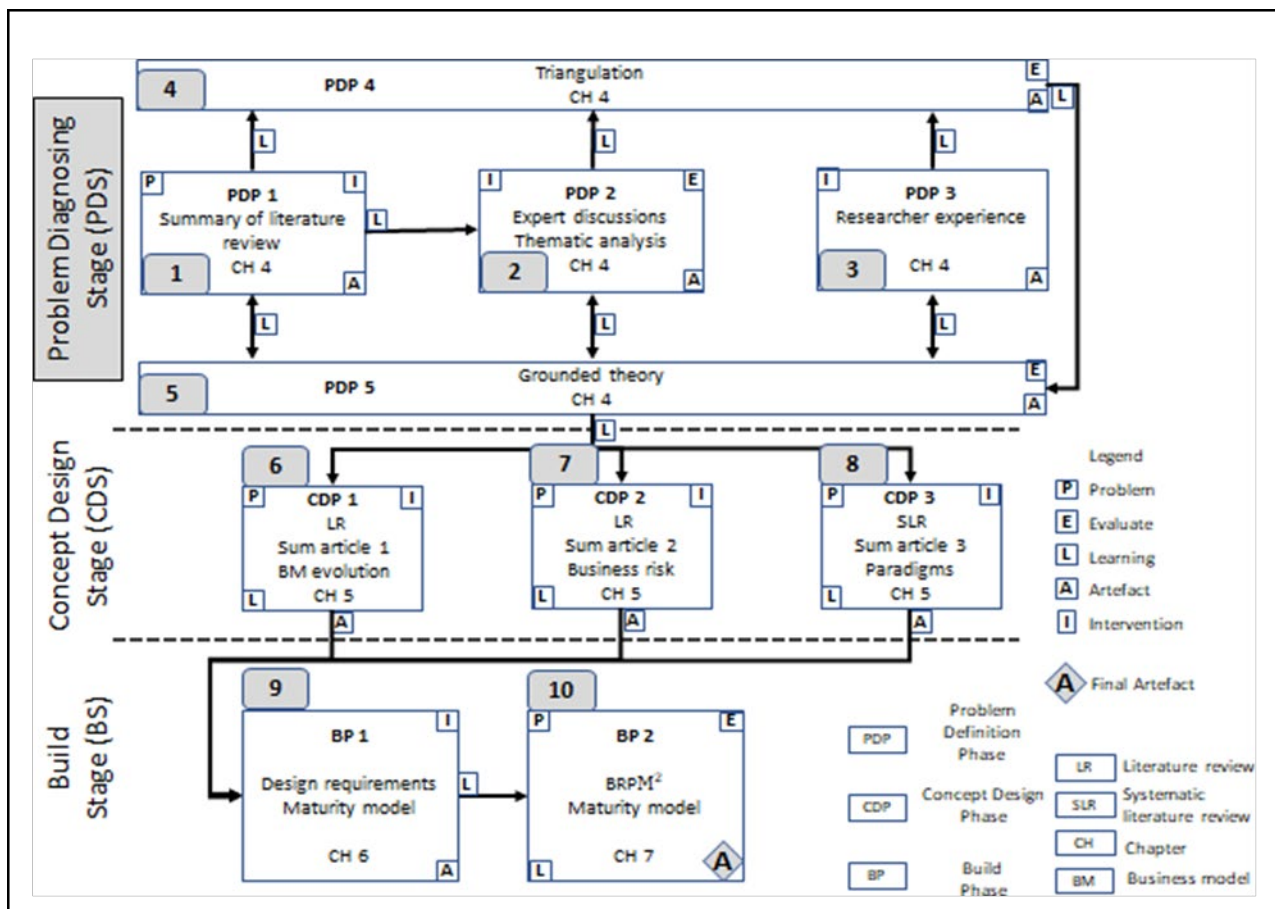 Problem Diagnosing
Stage (PDS)
4
PDP 4
Triangulation
CH 4
E
A
L
L
L
L
P
I
PDP 1
Summary of literature
review
CH 4
1
A
L
I
E
PDP 2
Expert discussions
Thematic analysis
CH 4
2
A
I
PDP 3
Researcher experience
CH 4
3
A
L
L
L
5
PDP 5
Grounded theory
CH 4
E
A
L
Concept Design
Stage (CDS)
6
P
I
CDP 1
LR
Sum article 1
BM evolution
CH 5
L
A
7
P
I
CDP 2
LR
Sum article 2
Business risk
CH 5
L
A
8
P
I
CDP 3
SLR
Sum article 3
Paradigms
CH 5
L
A
Build
Stage (BS)
9
I
BP 1
Design requirements
Maturity model
CH 6
A
L
10
P
E
BP 2
BRPM²
Maturity model
CH 7
L
A
Legend
P Problem
E Evaluate
L Learning
A Artefact
I Intervention
A Final Artefact
PDP Problem
Definition
Phase
CDP Concept Design
Phase
BP Build
Phase
LR Literature review
SLR Systematic
literature review
CH Chapter
BM Business model